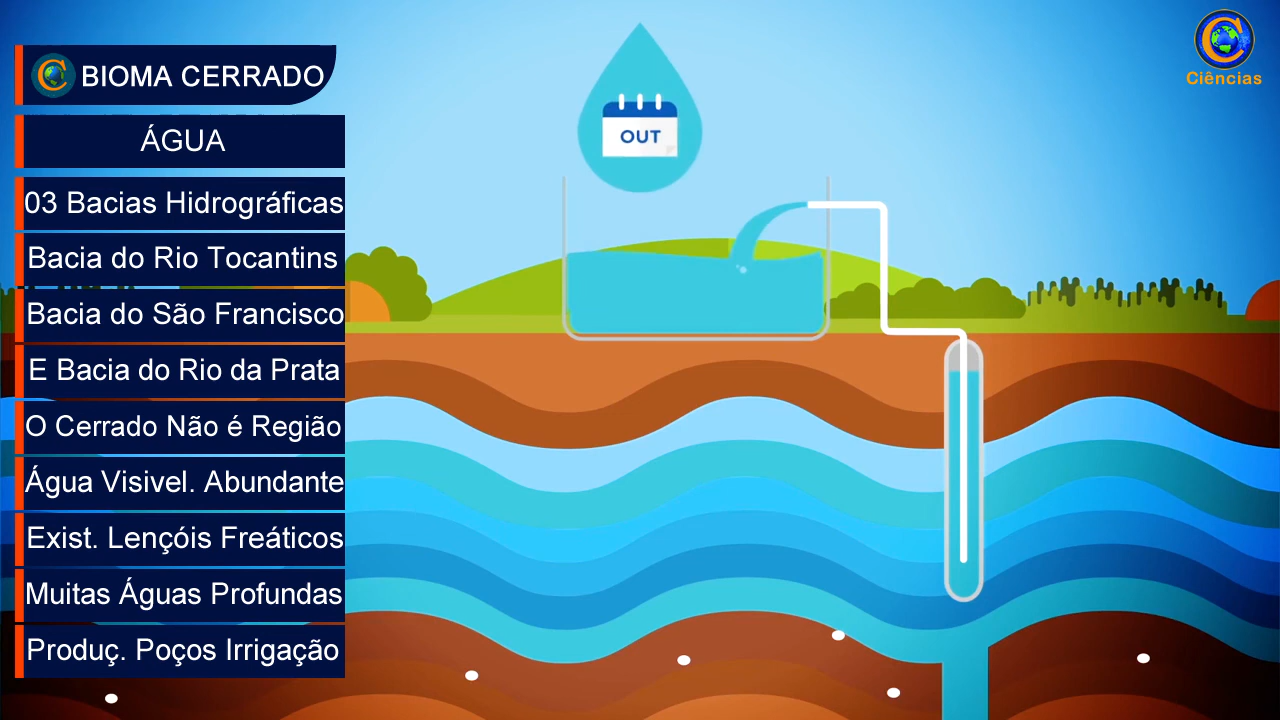 BIOMA CERRADO
ÁGUA
03 Bacias Hidrográficas
Bacia do Rio Tocantins
Bacia do São Francisco
E Bacia do Rio da Prata
O Cerrado Não é Região
Água Visivel. Abundante
Exist. Lençóis Freáticos
Muitas Águas Profundas
Produç. Poços Irrigação
OUT
Ciências